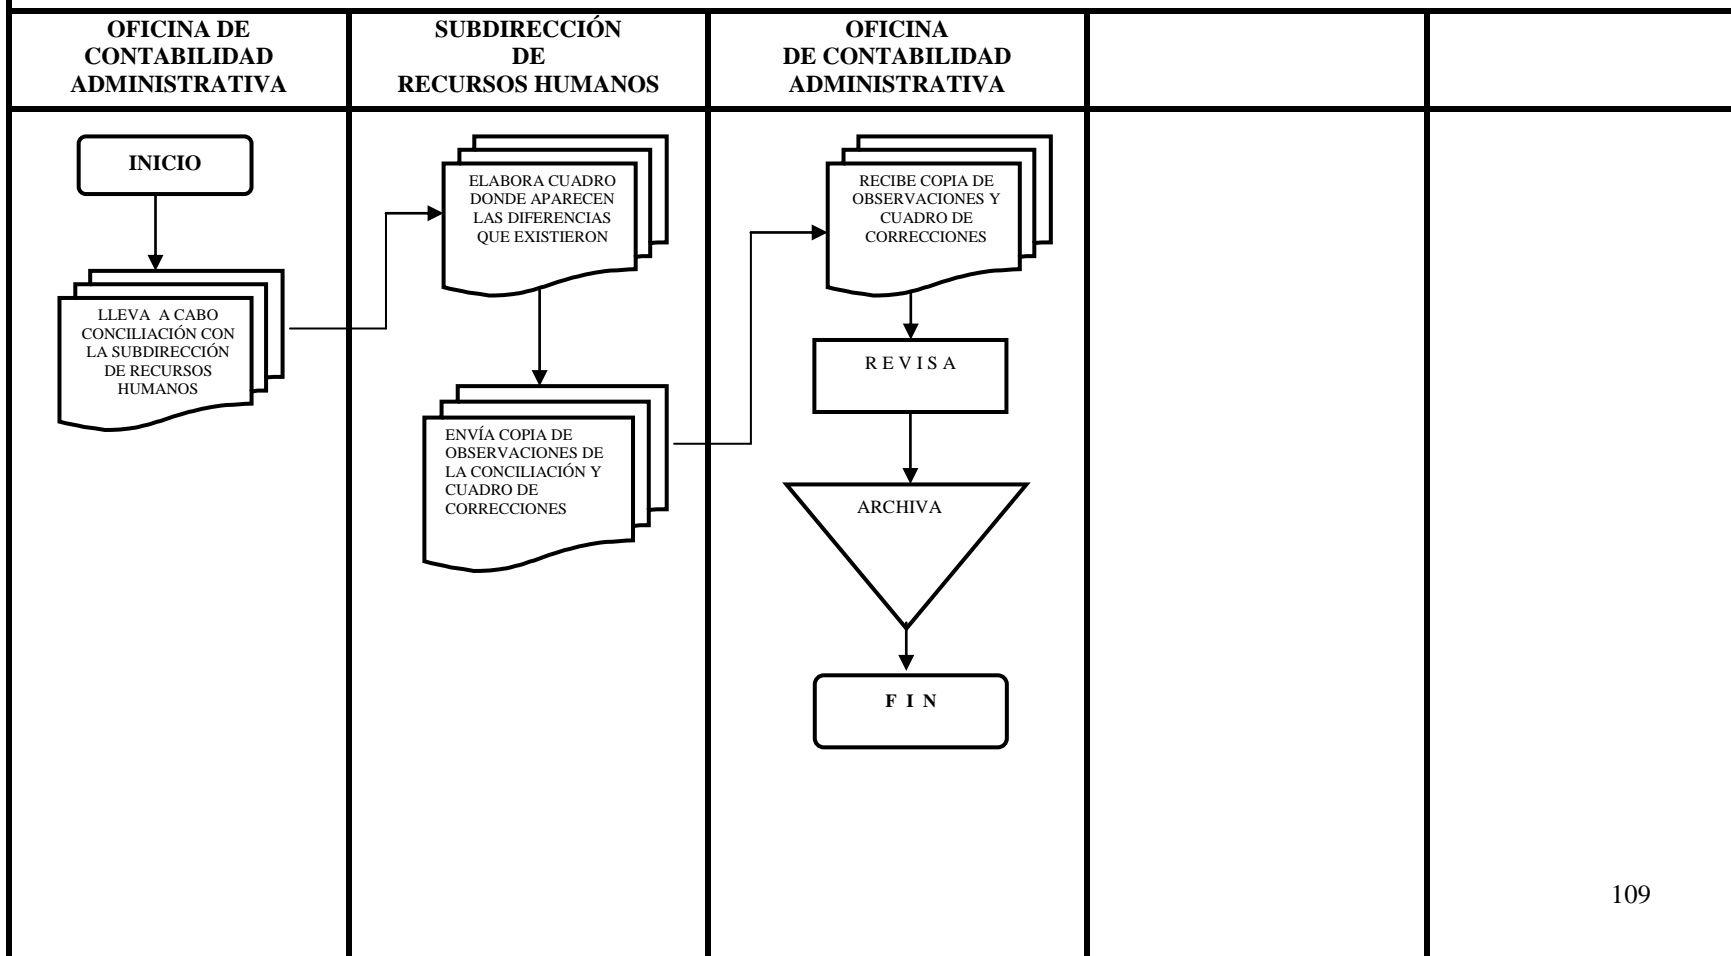 OFICINA DE
CONTABILIDAD
ADMINISTRATIVA
SUBDIRECCIÓN
DE
RECURSOS HUMANOS
OFICINA
DE CONTABILIDAD
ADMINISTRATIVA
INICIO
LLEVA A CABO
CONCILIACIÓN CON
LA SUBDIRECCIÓN
DE RECURSOS
HUMANOS
ELABORA CUADRO
DONDE APARECEN
LAS DIFERENCIAS
QUE EXISTIERON
ENVÍA COPIA DE
OBSERVACIONES DE
LA CONCILIACIÓN Y
CUADRO DE
CORRECCIONES
RECIBE COPIA DE
OBSERVACIONES Y
CUADRO DE
CORRECCIONES
R E V I S A
ARCHIVA
F I N
109